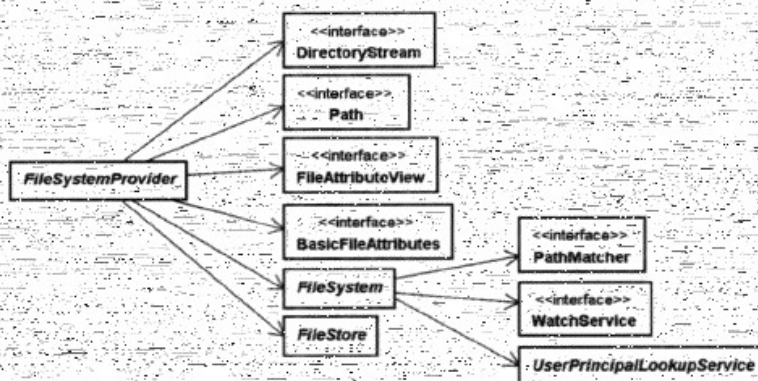 <<interface>>
DirectoryStream
<<interface>>
Path
FileSystemProvider
<<interface>>
FileAttributeView
<<interface>>
BasicFileAttributes
FileSystem
FileStore
<<interface>>
PathMatcher
<<interface>>
WatchService
UserPrincipalLookupService